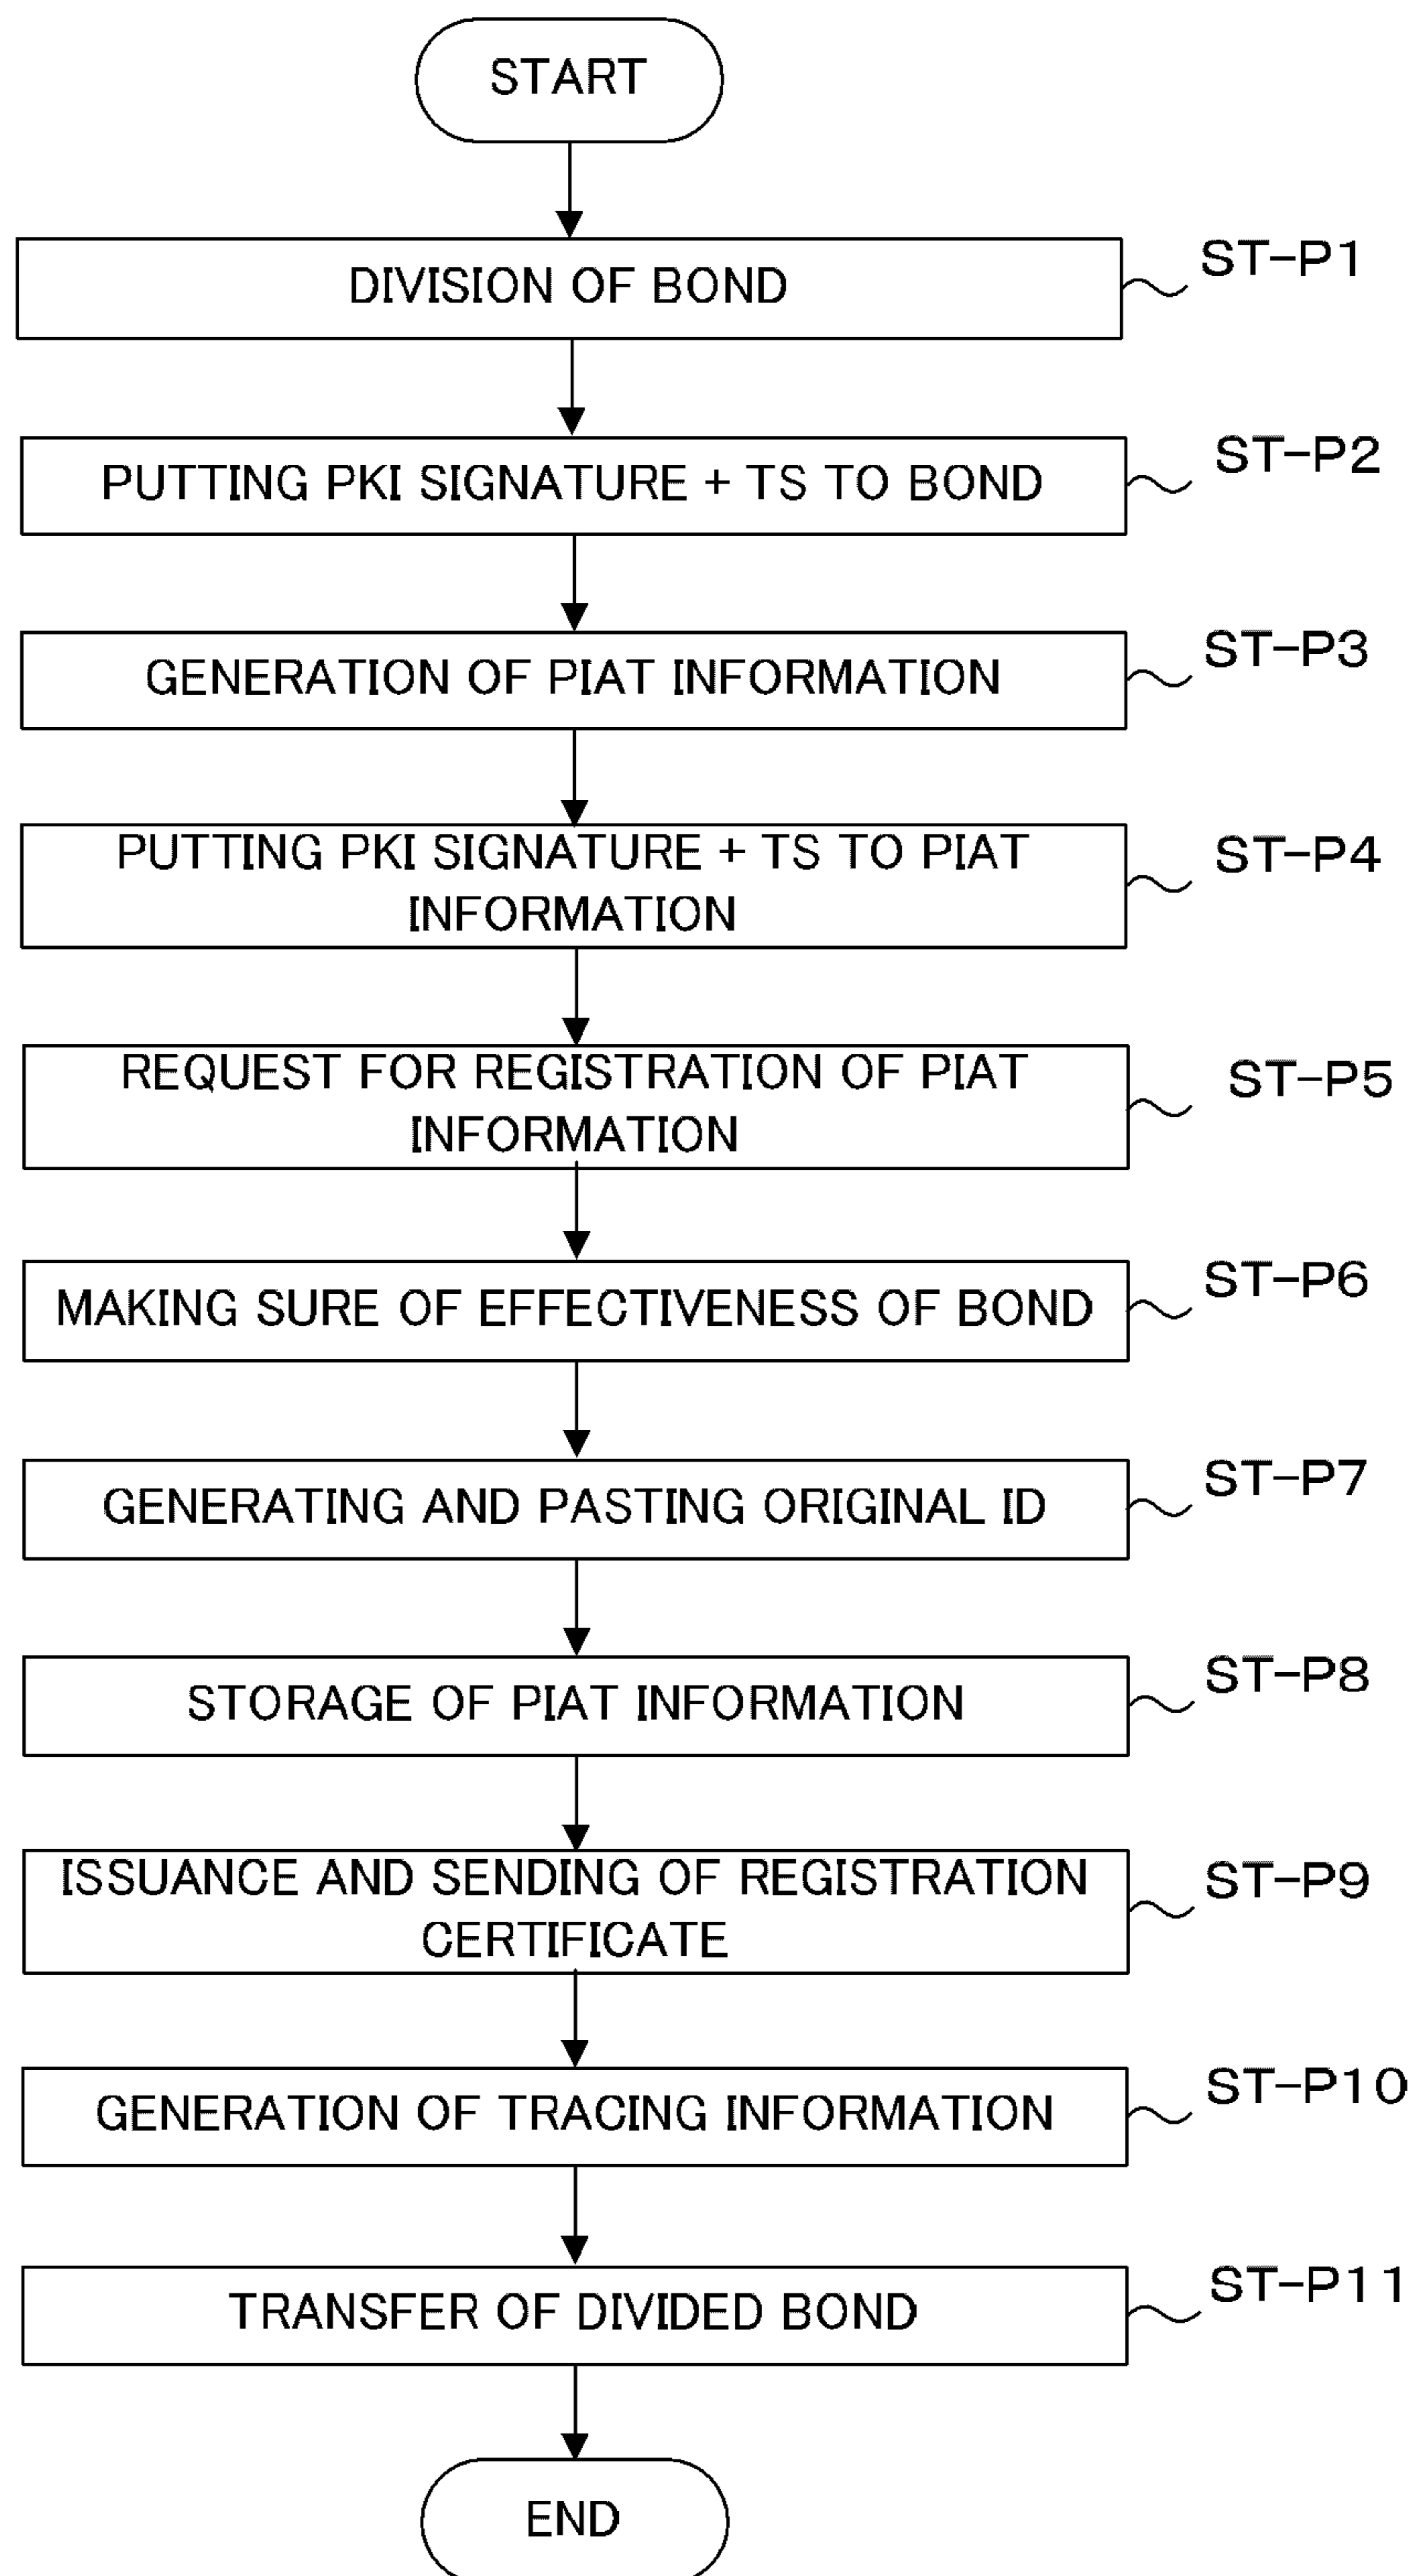 START
DIVISION OF BOND
ST-P1
PUTTING PKI SIGNATURE + TS TO BOND
ST-P2
GENERATION OF PIAT INFORMATION
ST-P3
PUTTING PKI SIGNATURE + TS TO PIAT
INFORMATION
ST-P4
REQUEST FOR REGISTRATION OF PIAT
INFORMATION
ST-P5
MAKING SURE OF EFFECTIVENESS OF BOND
ST-P6
GENERATING AND PASTING ORIGINAL ID
ST-P7
STORAGE OF PIAT INFORMATION
ST-P8
ISSUANCE AND SENDING OF REGISTRATION
CERTIFICATE
ST-P9
GENERATION OF TRACING INFORMATION
ST-P10
TRANSFER OF DIVIDED BOND
ST-P11
END